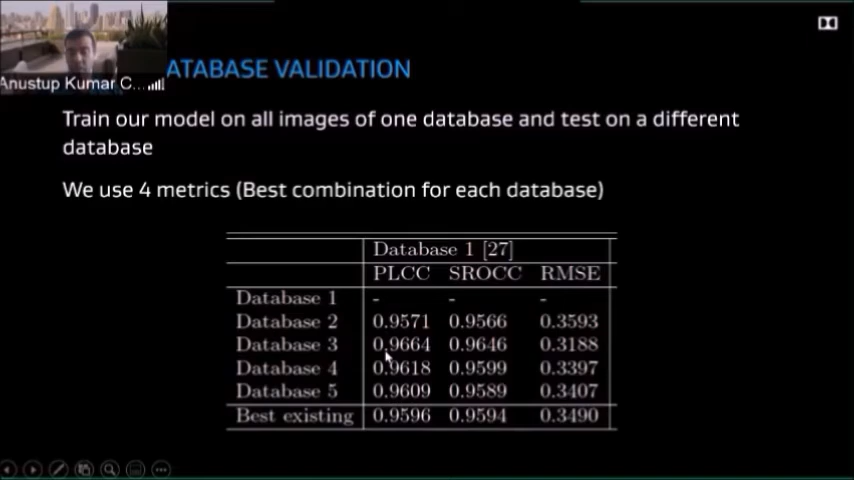 Anustup Kumar C...
ATABASE VALIDATION
Train our model on all images of one database and test on a different
database
We use 4 metrics (Best combination for each database)
Database 1 [27]
PLCC SROCC RMSE
Database 1 - - -
Database 2 0.9571 0.9566 0.3593
Database 3 0.9664 0.9646 0.3188
Database 4 0.9618 0.9599 0.3397
Database 5 0.9609 0.9589 0.3407
Best existing 0.9596 0.9594 0.3490